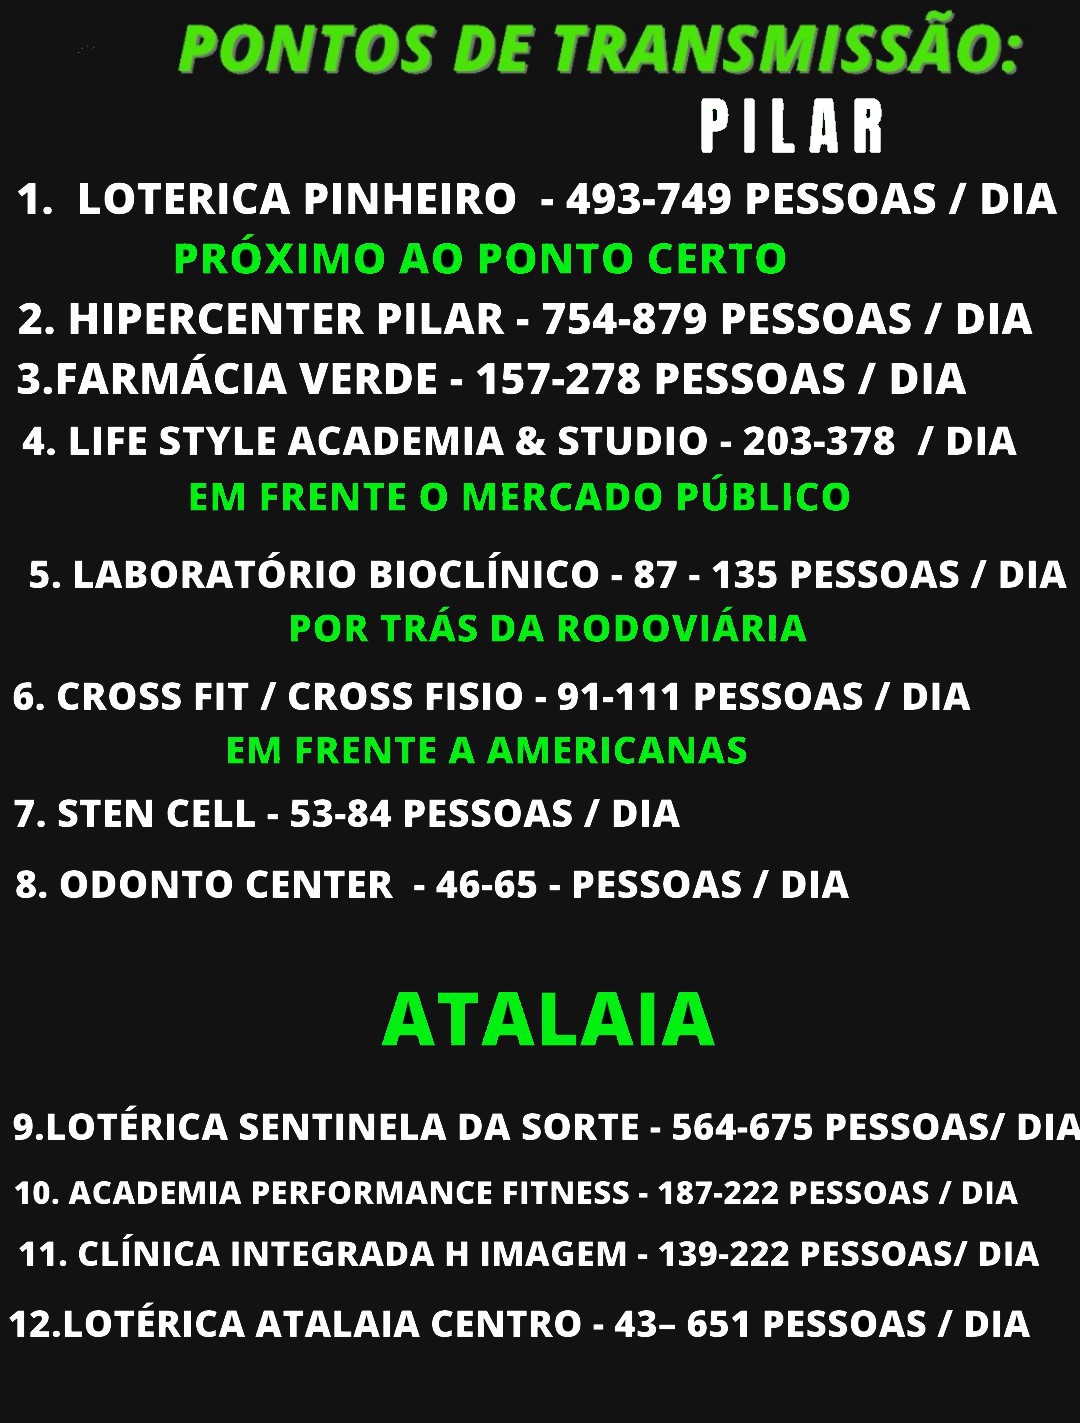 PONTOS DE TRANSMISSÃO:
PILAR
1. LOTERICA PINHEIRO - 493-749 PESSOAS / DIA
PRÓXIMO AO PONTO CERTO
2. HIPERCENTER PILAR - 754-879 PESSOAS / DIA
3.FARMÁCIA VERDE - 157-278 PESSOAS / DIA
4. LIFE STYLE ACADEMIA & STUDIO - 203-378 / DIA
EM FRENTE O MERCADO PÚBLICO
5. LABORATÓRIO BIOCLÍNICO - 87 - 135 PESSOAS / DIA
POR TRÁS DA RODOVIÁRIA
6. CROSS FIT / CROSS FISIO - 91-111 PESSOAS / DIA
EM FRENTE A AMERICANAS
7. STEN CELL - 53-84 PESSOAS / DIA
8. ODONTO CENTER - 46-65 - PESSOAS / DIA
ATALAIA
9.LOTÉRICA SENTINELA DA SORTE - 564-675 PESSOAS/ DIA
10. ACADEMIA PERFORMANCE FITNESS - 187-222 PESSOAS / DIA
11. CLÍNICA INTEGRADA H IMAGEM - 139-222 PESSOAS/ DIA
12.LOTÉRICA ATALAIA CENTRO - 43– 651 PESSOAS / DIA